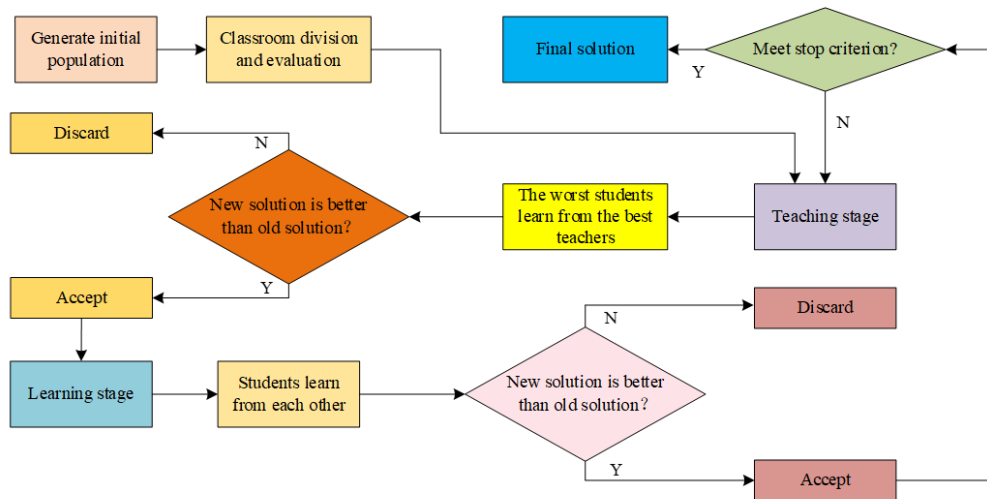 Generate initial
population
Classroom division
and evaluation
Final solution
Meet stop criterion?
Y
N
Discard
N
New solution is better
than old solution?
The worst students
learn from the best
teachers
Teaching stage
Y
Accept
N
Discard
Learning stage
Students learn
from each other
New solution is better
than old solution?
Y
Accept